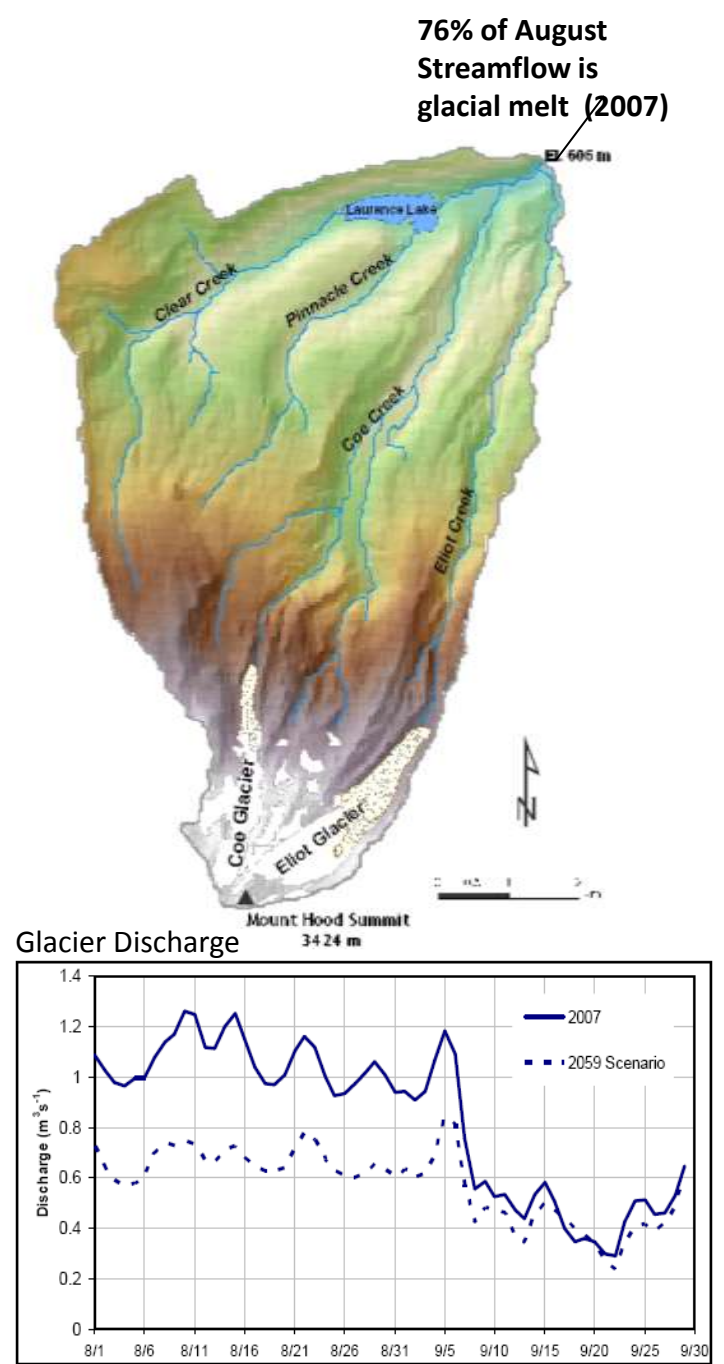 76% of August
Streamflow is
glacial melt (2007)
EL 605 m
Laurance Lake
Clear Creek
Pinnacle Creek
Coe Creek
Eliot Creek
Coe Glacier
Eliot Glacier
N
Mount Hood Summit
3424 m
Glacier Discharge
1.4
1.2
1
0.8
0.6
0.4
0.2
0
Discharge (m³s⁻¹)
2007
2059 Scenario
8/1 8/6 8/11 8/16 8/21 8/26 8/31 9/5 9/10 9/15 9/20 9/25 9/30